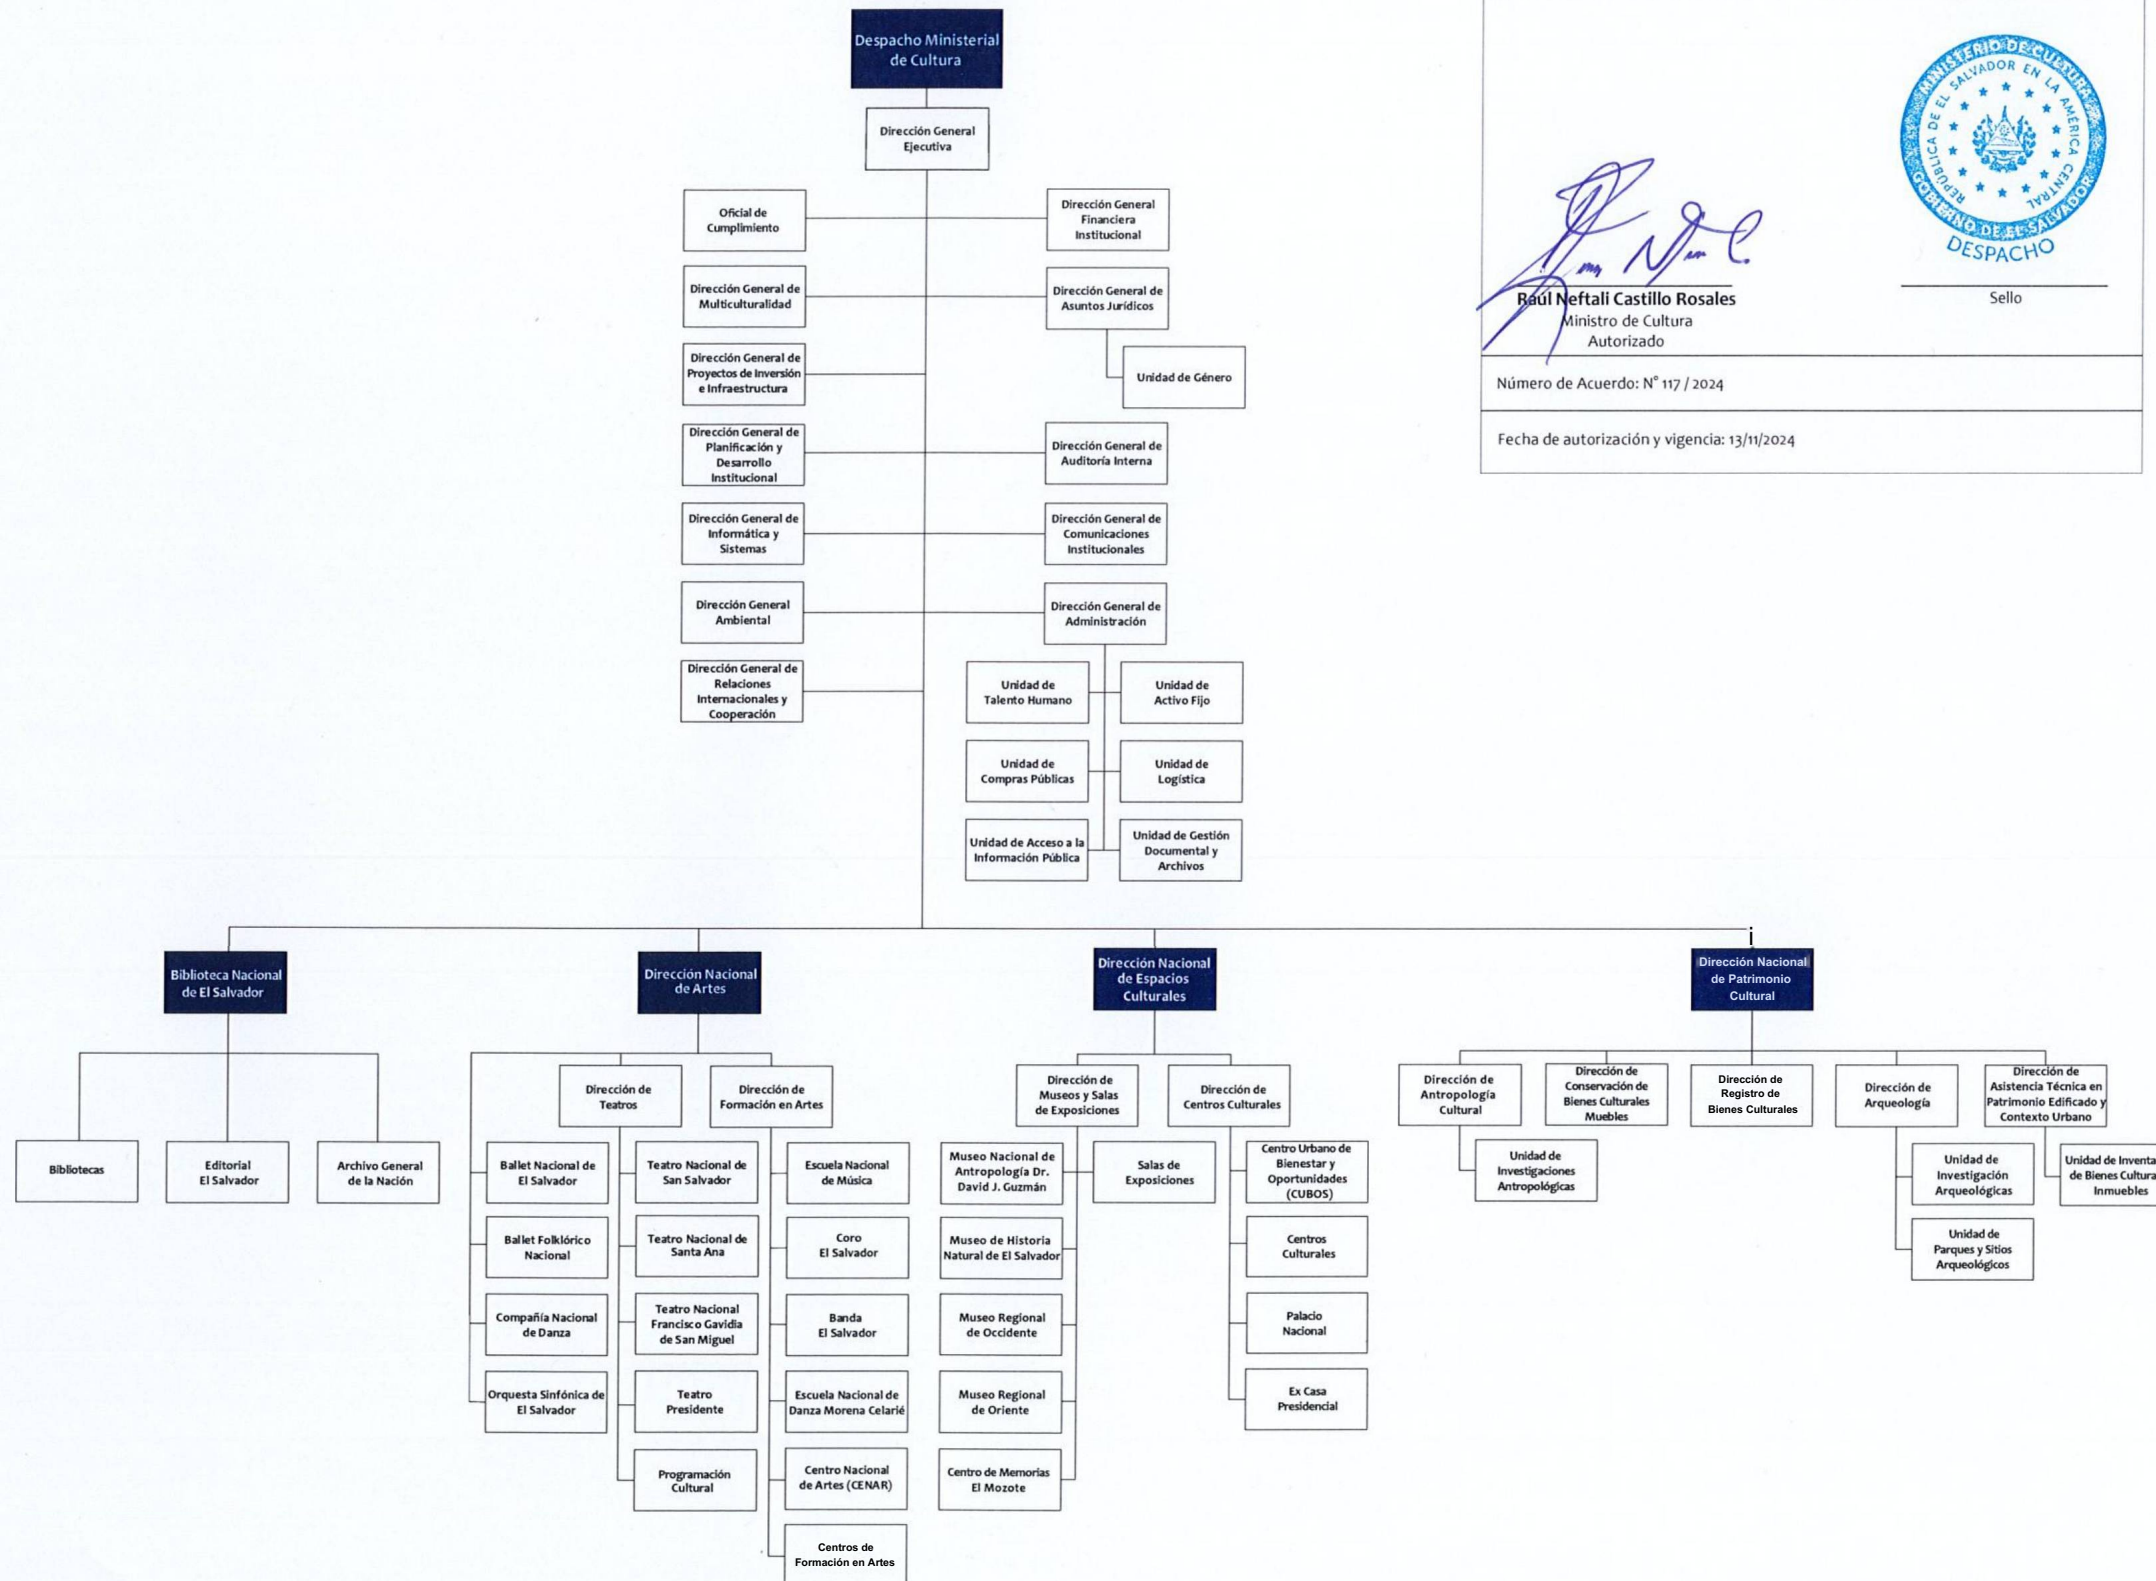 Despacho Ministerial
de Cultura
Dirección General
Ejecutiva
Oficial de
Cumplimiento
Dirección General
Financiera
Institucional
Dirección General de
Multiculturalidad
Dirección General de
Asuntos Jurídicos
Unidad de Género
Dirección General de
Proyectos de Inversión
e Infraestructura
Dirección General de
Planificación y
Desarrollo
Institucional
Dirección General de
Auditoría Interna
Dirección General de
Informática y
Sistemas
Dirección General de
Comunicaciones
Institucionales
Dirección General
Ambiental
Dirección General de
Administración
Dirección General de
Relaciones
Internacionales y
Cooperación
Unidad de
Talento Humano
Unidad de
Activo Fijo
Unidad de
Compras Públicas
Unidad de
Logística
Unidad de Acceso a la
Información Pública
Unidad de Gestión
Documental y
Archivos
MINISTERIO DE CULTURA
REPÚBLICA DE EL SALVADOR EN LA AMÉRICA CENTRAL
GOBIERNO DE EL SALVADOR
DESPACHO
Raúl Neftali Castillo Rosales
Ministro de Cultura
Autorizado
Sello
Número de Acuerdo: N° 117 / 2024
Fecha de autorización y vigencia: 13/11/2024
Biblioteca Nacional
de El Salvador
Bibliotecas
Editorial
El Salvador
Archivo General
de la Nación
Dirección Nacional
de Artes
Ballet Nacional de
El Salvador
Ballet Folklórico
Nacional
Compañía Nacional
de Danza
Orquesta Sinfónica de
El Salvador
Dirección de
Teatros
Teatro Nacional de
San Salvador
Teatro Nacional de
Santa Ana
Teatro Nacional
Francisco Gavidia
de San Miguel
Teatro
Presidente
Programación
Cultural
Dirección de
Formación en Artes
Escuela Nacional
de Música
Coro
El Salvador
Banda
El Salvador
Escuela Nacional de
Danza Morena Celarié
Centro Nacional
de Artes (CENAR)
Centros de
Formación en Artes
Dirección Nacional
de Espacios
Culturales
Dirección de
Museos y Salas
de Exposiciones
Museo Nacional de
Antropología Dr.
David J. Guzmán
Salas de
Exposiciones
Museo de Historia
Natural de El Salvador
Museo Regional
de Occidente
Museo Regional
de Oriente
Centro de Memorias
El Mozote
Dirección de
Centros Culturales
Centro Urbano de
Bienestar y
Oportunidades
(CUBOS)
Centros
Culturales
Palacio
Nacional
Ex Casa
Presidencial
i
Dirección Nacional
de Patrimonio
Cultural
Dirección de
Antropología
Cultural
Unidad de
Investigaciones
Antropológicas
Dirección de
Conservación de
Bienes Culturales
Muebles
Dirección de
Registro de
Bienes Culturales
Dirección de
Arqueología
Unidad de
Investigación
Arqueológicas
Unidad de
Parques y Sitios
Arqueológicos
Dirección de
Asistencia Técnica en
Patrimonio Edificado y
Contexto Urbano
Unidad de Inventa
de Bienes Cultura
Inmuebles